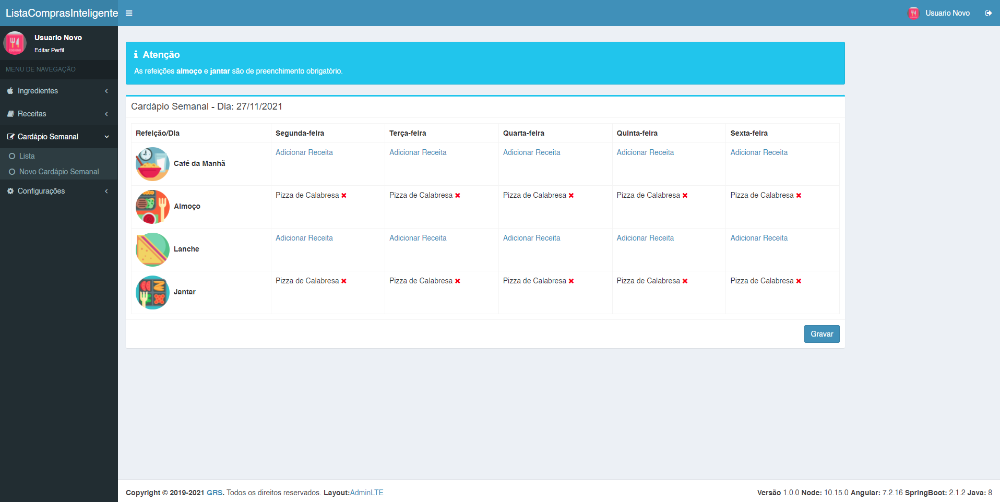 ListaComprasInteligente
Usuario Novo
Usuario Novo
Editar Perfil
MENU DE NAVEGAÇÃO
Ingredientes
Receitas
Cardápio Semanal
Lista
Novo Cardápio Semanal
Configurações
Atenção
As refeições almoço e jantar são de preenchimento obrigatório.
Cardápio Semanal - Dia: 27/11/2021
Refeição/Dia Segunda-feira Terça-feira Quarta-feira Quinta-feira Sexta-feira
Café da Manhã Adicionar Receita Adicionar Receita Adicionar Receita Adicionar Receita Adicionar Receita
Almoço Pizza de Calabresa Pizza de Calabresa Pizza de Calabresa Pizza de Calabresa Pizza de Calabresa
Lanche Adicionar Receita Adicionar Receita Adicionar Receita Adicionar Receita Adicionar Receita
Jantar Pizza de Calabresa Pizza de Calabresa Pizza de Calabresa Pizza de Calabresa Pizza de Calabresa
Gravar
Copyright © 2019-2021 GRS. Todos os direitos reservados. Layout:AdminLTE
Versão 1.0.0 Node: 10.15.0 Angular: 7.2.16 SpringBoot: 2.1.2 Java: 8